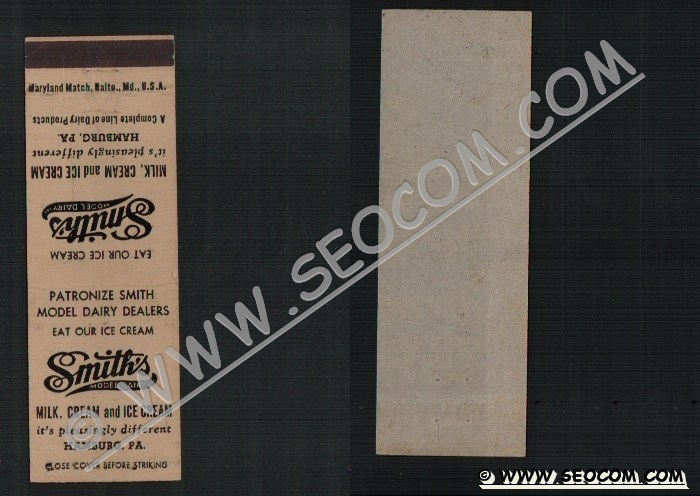 Maryland Match, Balto., Md., U.S.A.
A Complete Line of Dairy Products
HAMBURG, PA.
it's pleasingly different
MILK, CREAM and ICE CREAM
Smith's
MODEL DAIRY
EAT OUR ICE CREAM
PATRONIZE SMITH
MODEL DAIRY DEALERS
EAT OUR ICE CREAM
Smith's
MODEL DAIRY
MILK, CREAM and ICE CREAM
it's pleasingly different
HAMBURG, PA.
CLOSE COVER BEFORE STRIKING
© WWW.SEOCOM.COM
© WWW.SEOCOM.COM